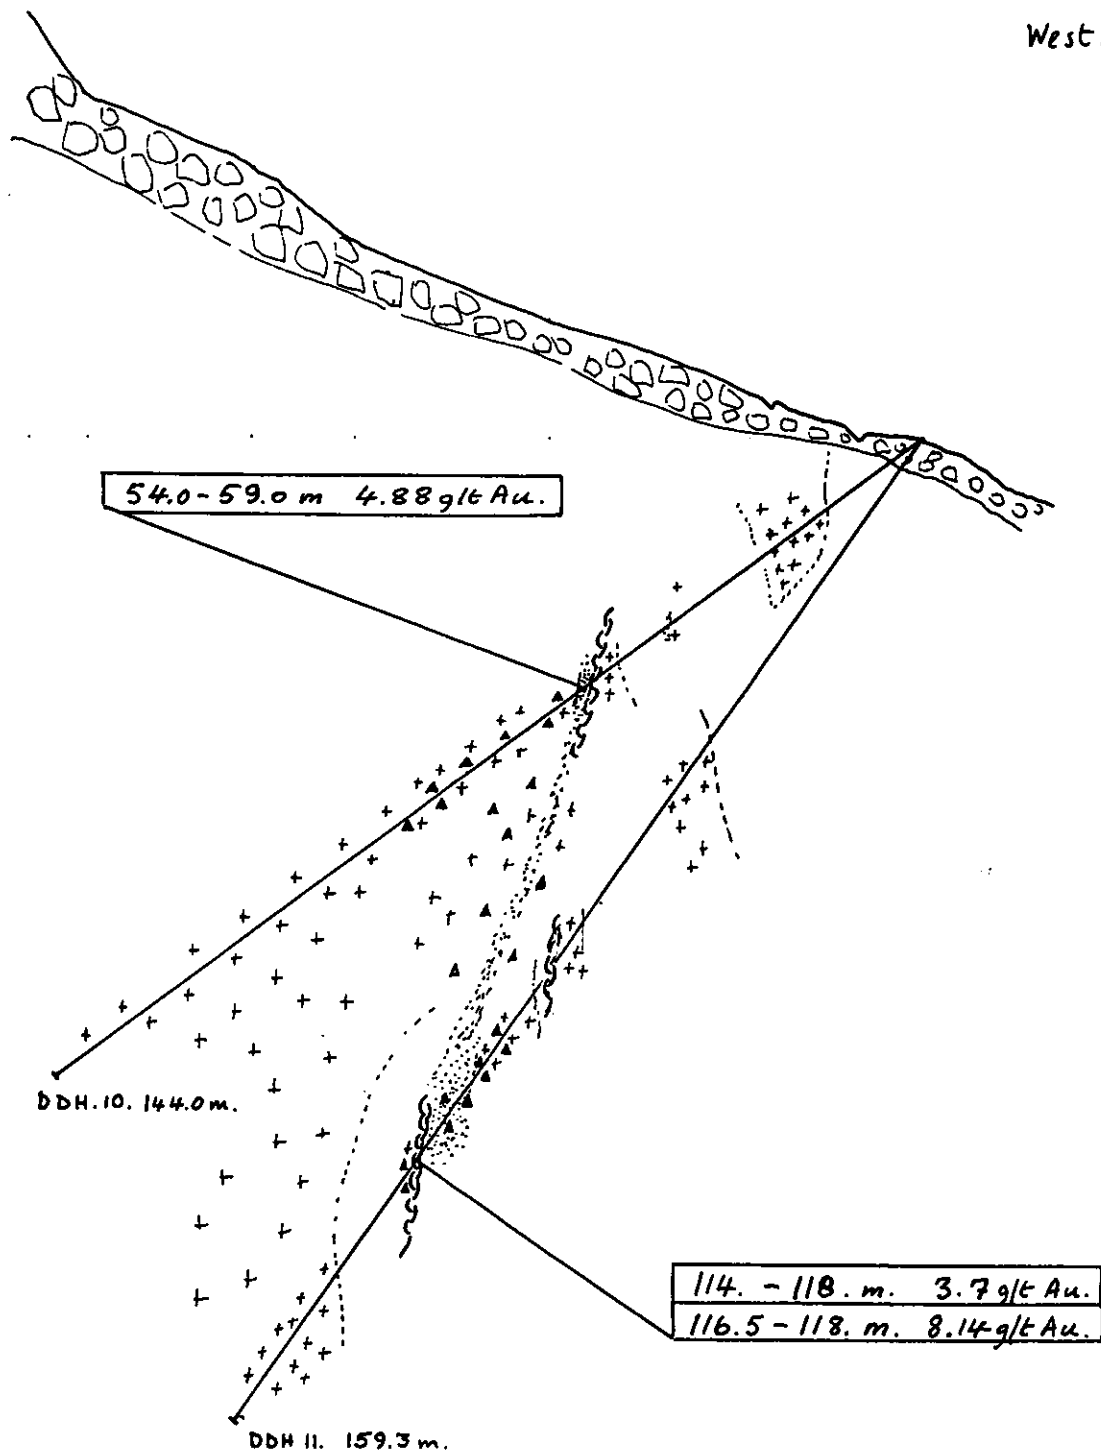 West.
54.0-59.0 m 4.88 g/t Au.
DDH.10. 144.0 m.
114. - 118. m. 3.7 g/t Au.
116.5-118. m. 8.14 g/t Au.
DDH 11. 159.3 m.